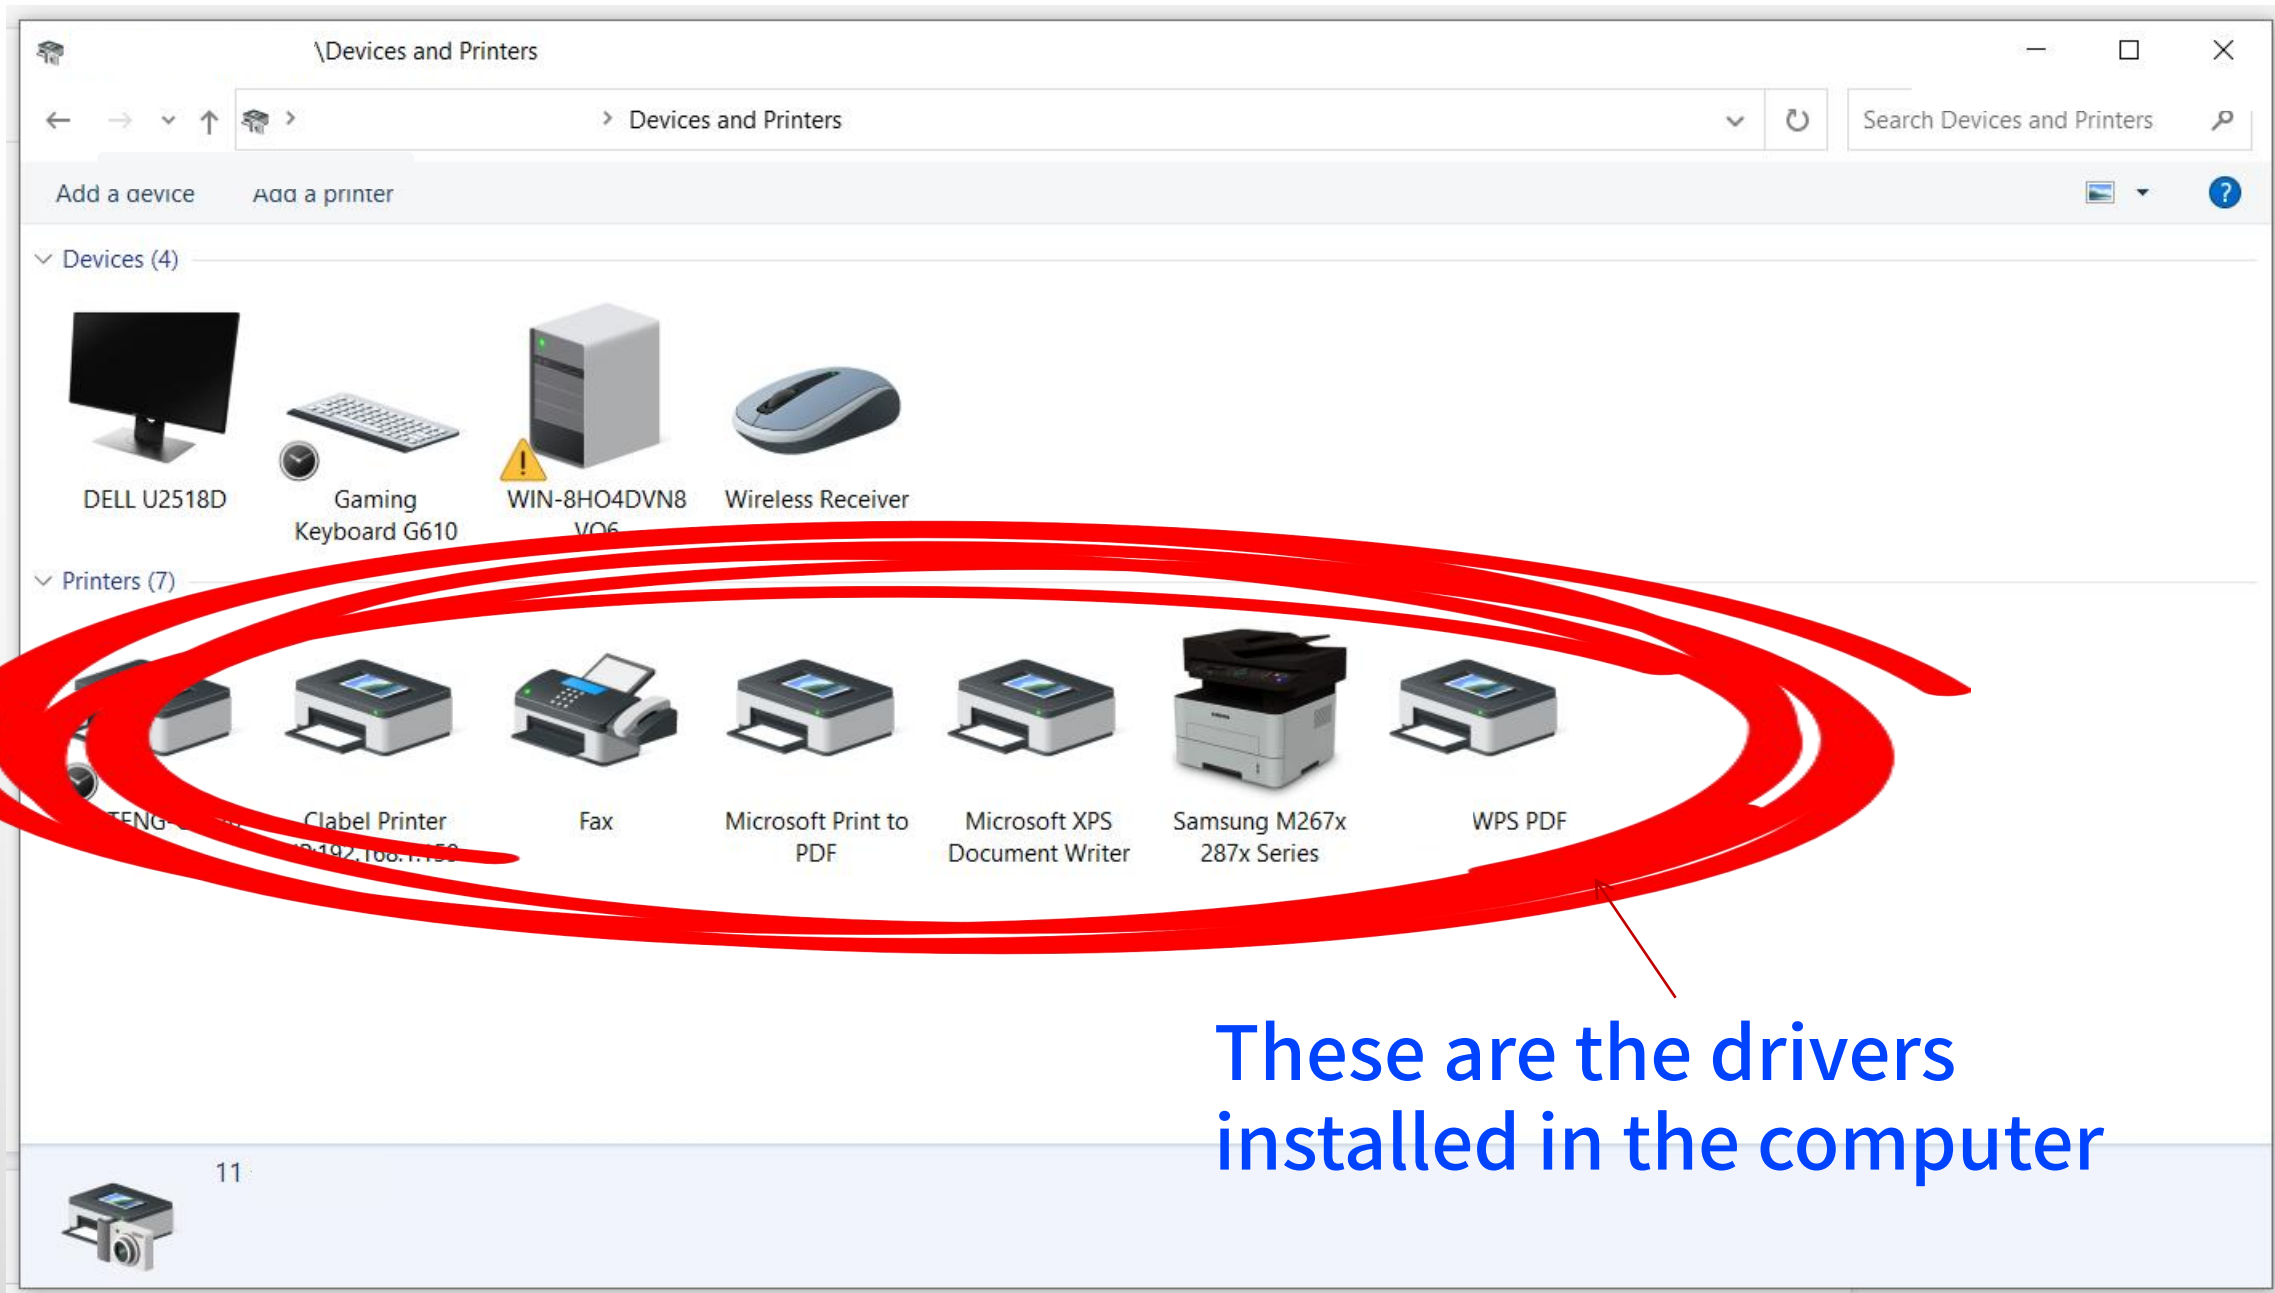 \Devices and Printers
Devices and Printers
Search Devices and Printers
Add a device Add a printer
Devices (4)
DELL U2518D
Gaming
Keyboard G610
WIN-8HO4DVN8
VO6
Wireless Receiver
Printers (7)
Clabel Printer
Fax
Microsoft Print to
PDF
Microsoft XPS
Document Writer
Samsung M267x
287x Series
WPS PDF
These are the drivers
installed in the computer
11